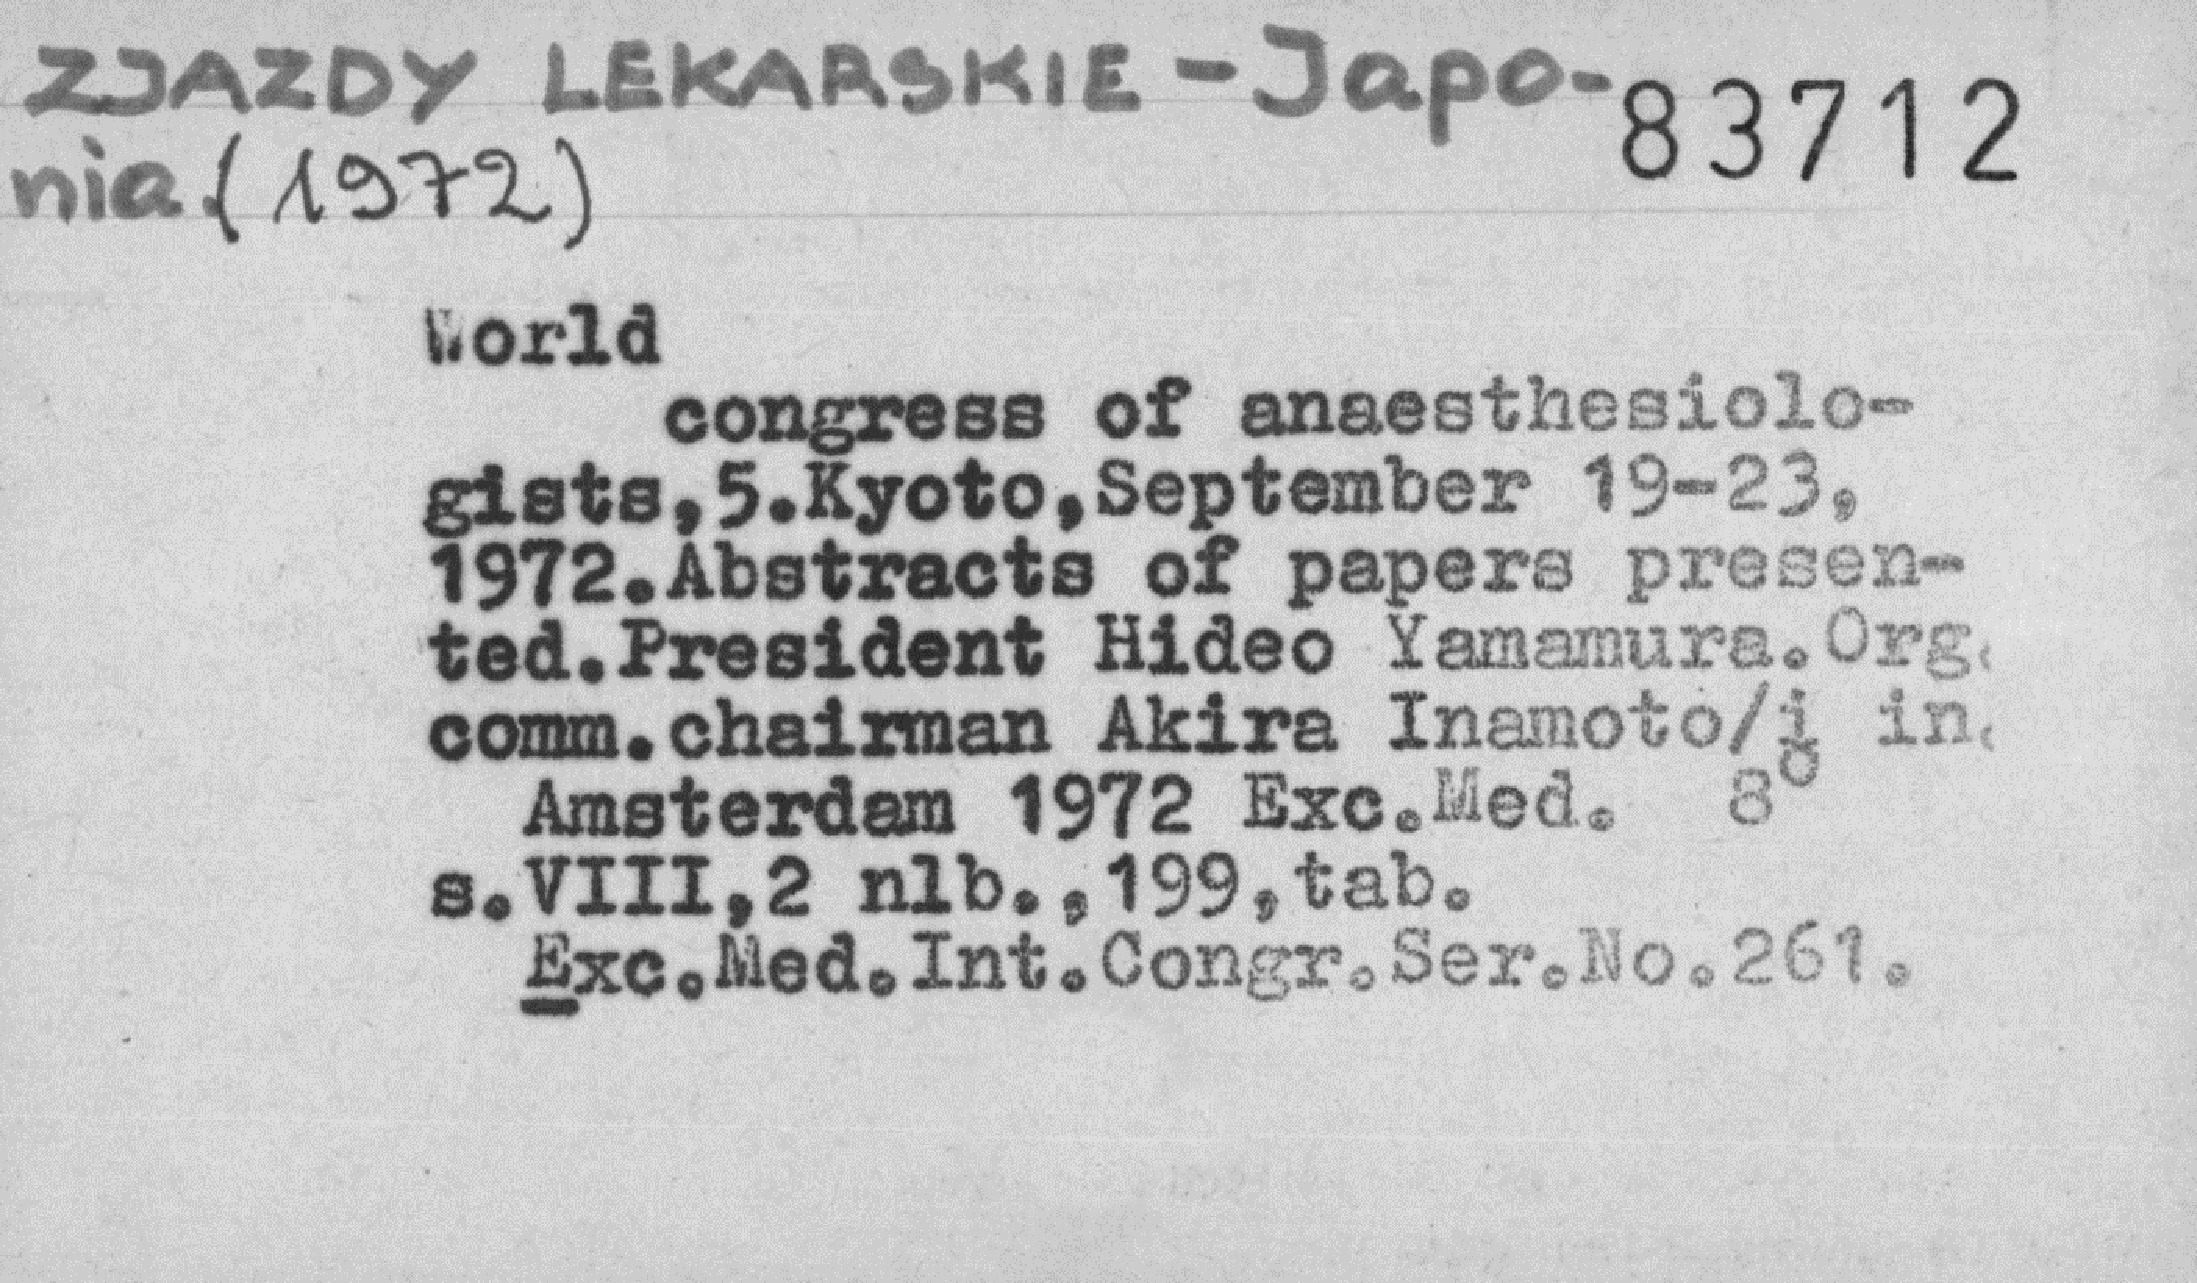 ZJAZDY LEKARSKIE - Japo-
nia. (1972)
83712
World
congress of anaesthesiolo-
gists,5.Kyoto,September 19-23,
1972.Abstracts of papers presen-
ted.President Hideo Yamamura.Org.
comm.chairman Akira Inamoto/i in.
Amsterdam 1972 Exc.Med. 8°
s.VIII,2 nlb.,199,tab.
Exc.Med.Int.Congr.Ser.No.261.